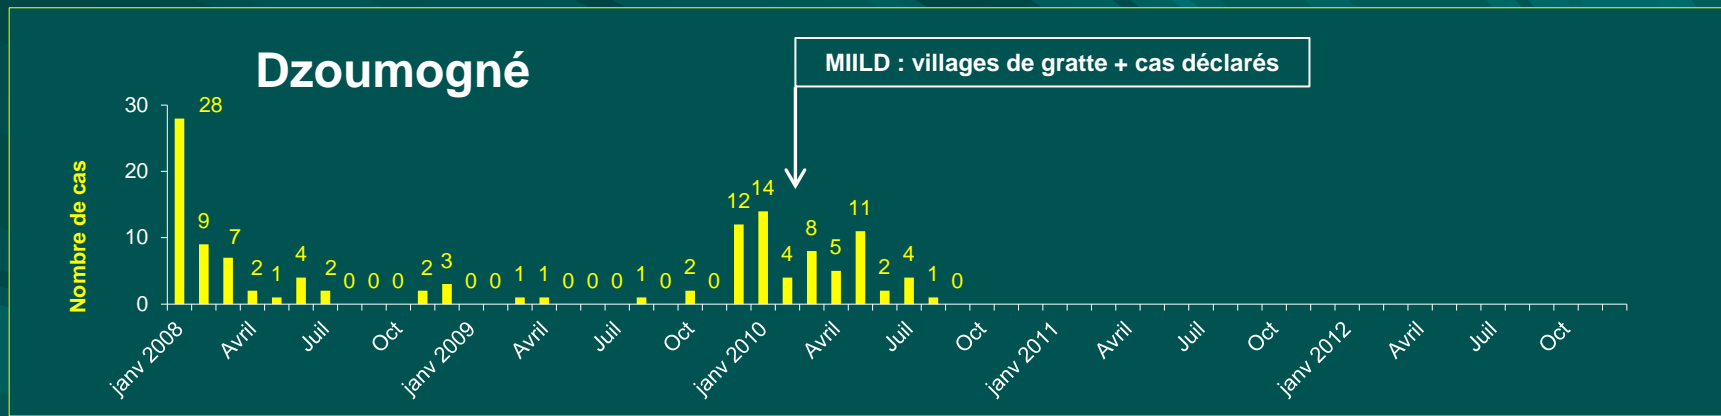 Dzoumogné
MIILD : villages de gratte + cas déclarés
Nombre de cas
30
20
10
0
28 9 7 2 1 4 2 0 0 0 2 3 0 0 1 1 0 0 0 1 0 2 0 12 14 4 8 5 11 2 4 1 0
janv 2008 Avril Juil Oct janv 2009 Avril Juil Oct janv 2010 Avril Juil Oct janv 2011 Avril Juil Oct janv 2012 Avril Juil Oct